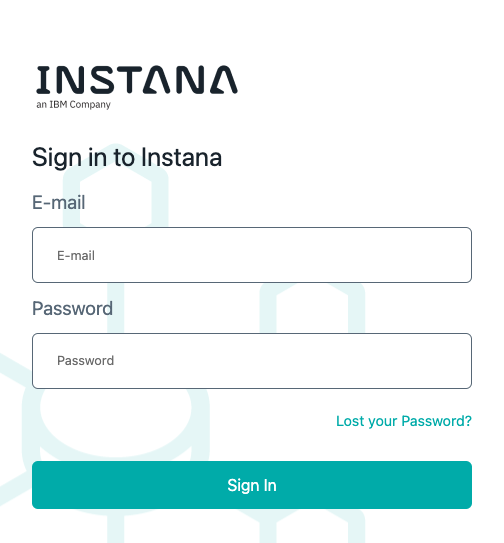 INSTANA
an IBM Company
Sign in to Instana
E-mail
E-mail
Password
Password
Lost your Password?
Sign In